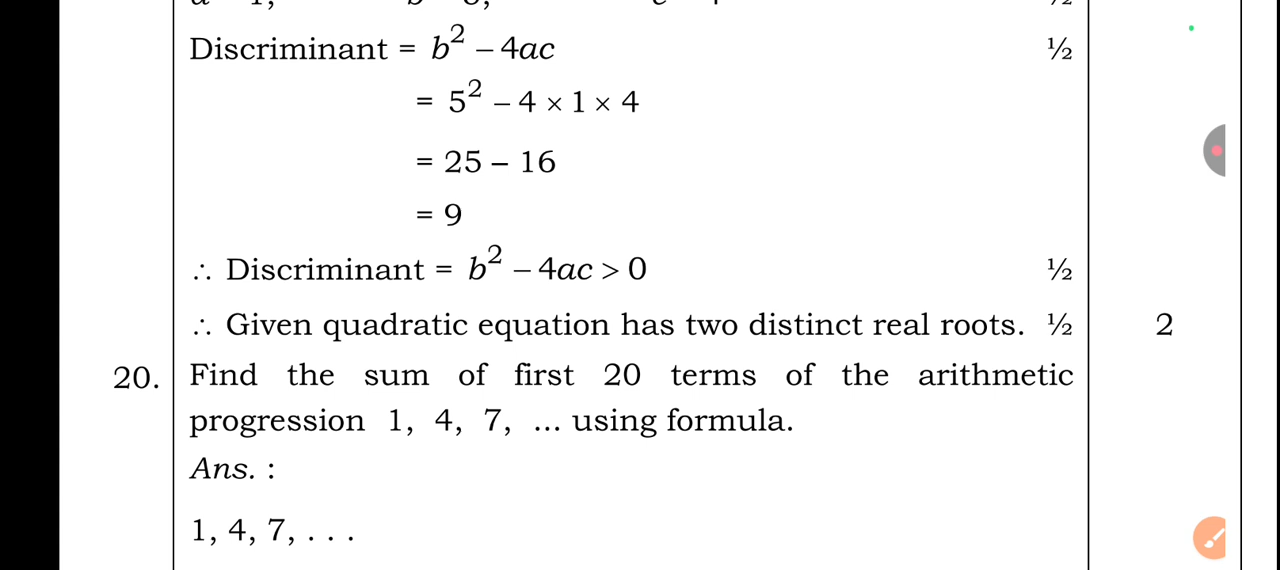 ½
Discriminant = b² – 4ac ½
= 5² – 4 × 1 × 4
= 25 – 16
= 9
∴ Discriminant = b² – 4ac > 0 ½
∴ Given quadratic equation has two distinct real roots. ½ 2
20. Find the sum of first 20 terms of the arithmetic
progression 1, 4, 7, ... using formula.
Ans. :
1, 4, 7, . . .